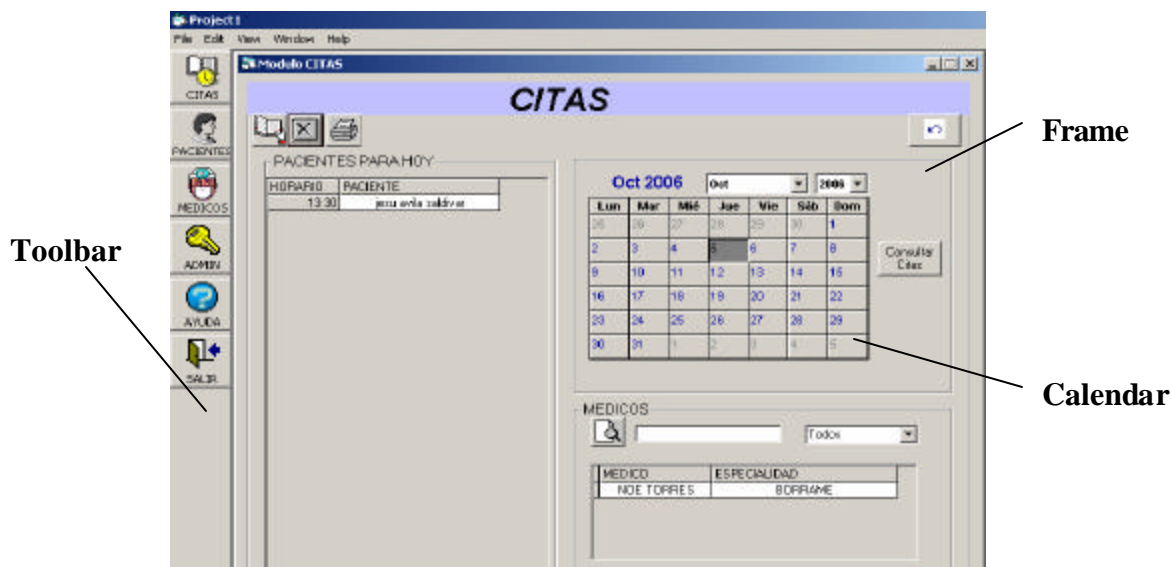 Project1
File Edit View Window Help
Modulo CITAS
CITAS
CITAS
PACIENTES
MEDICOS
ADMIN
AYUDA
SALIR
Toolbar
Frame
Calendar
PACIENTES PARA HOY
HORARIO PACIENTE
13:30 jesu avila zaldivar
Oct 2006 Oct 2006
Lun Mar Mié Jue Vie Sáb Dom
25 26 27 28 29 30 1
2 3 4 5 6 7 8
9 10 11 12 13 14 15
16 17 18 19 20 21 22
23 24 25 26 27 28 29
30 31 1 2 3 4 5
Consultar
Citas
MEDICOS
Todos
MEDICO ESPECIALIDAD
NOE TORRES BORRAME